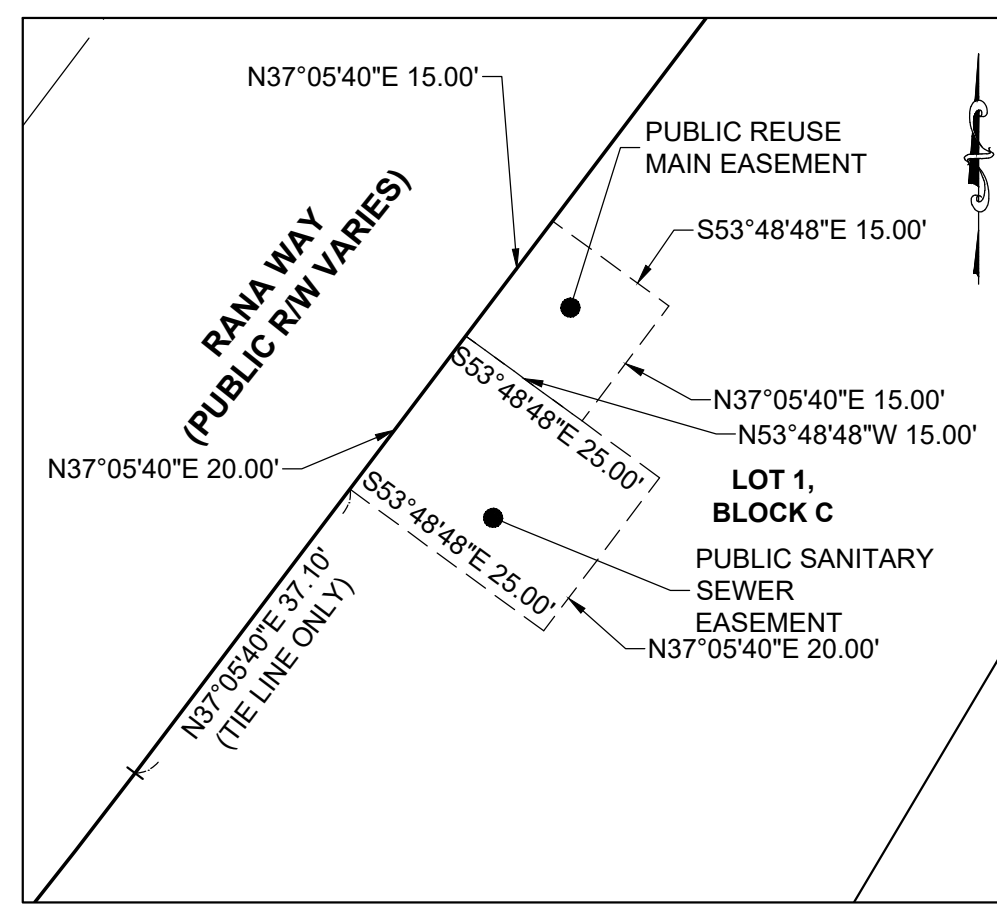 N37°05'40"E 15.00'
PUBLIC REUSE
MAIN EASEMENT
S53°48'48"E 15.00'
RANA WAY
(PUBLIC R/W VARIES)
N37°05'40"E 15.00'
N53°48'48"W 15.00'
S53°48'48"E 25.00'
N37°05'40"E 20.00'
LOT 1,
BLOCK C
S53°48'48"E 25.00'
PUBLIC SANITARY
SEWER
EASEMENT
N37°05'40"E 20.00'
N37°05'40"E 37.10'
(TIE LINE ONLY)